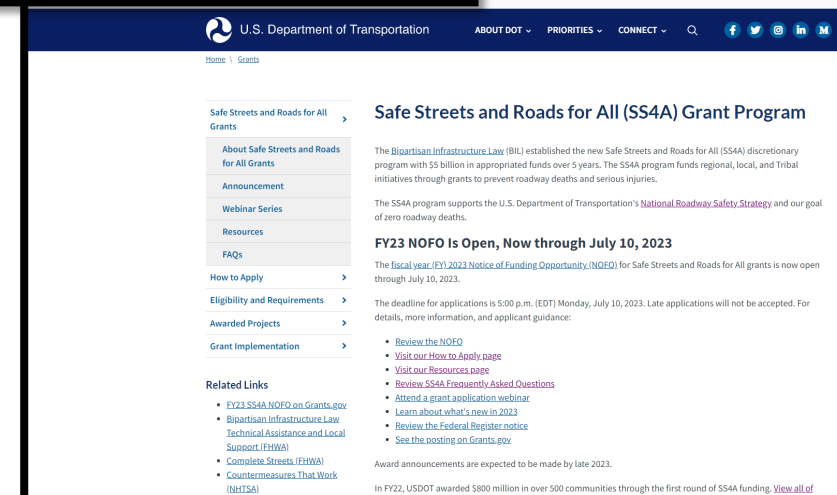 U.S. Department of Transportation
ABOUT DOT
PRIORITIES
CONNECT
Home \ Grants
Safe Streets and Roads for All
Grants
About Safe Streets and Roads
for All Grants
Announcement
Webinar Series
Resources
FAQs
How to Apply
Eligibility and Requirements
Awarded Projects
Grant Implementation
Related Links
FY23 SS4A NOFO on Grants.gov
Bipartisan Infrastructure Law
Technical Assistance and Local
Support (FHWA)
Complete Streets (FHWA)
Countermeasures That Work
(NHTSA)
Safe Streets and Roads for All (SS4A) Grant Program
The Bipartisan Infrastructure Law (BIL) established the new Safe Streets and Roads for All (SS4A) discretionary
program with $5 billion in appropriated funds over 5 years. The SS4A program funds regional, local, and Tribal
initiatives through grants to prevent roadway deaths and serious injuries.
The SS4A program supports the U.S. Department of Transportation's National Roadway Safety Strategy and our goal
of zero roadway deaths.
FY23 NOFO Is Open, Now through July 10, 2023
The fiscal year (FY) 2023 Notice of Funding Opportunity (NOFO) for Safe Streets and Roads for All grants is now open
through July 10, 2023.
The deadline for applications is 5:00 p.m. (EDT) Monday, July 10, 2023. Late applications will not be accepted. For
details, more information, and applicant guidance:
Review the NOFO
Visit our How to Apply page
Visit our Resources page
Review SS4A Frequently Asked Questions
Attend a grant application webinar
Learn about what's new in 2023
Review the Federal Register notice
See the posting on Grants.gov
Award announcements are expected to be made by late 2023.
In FY22, USDOT awarded $800 million in over 500 communities through the first round of SS4A funding. View all of